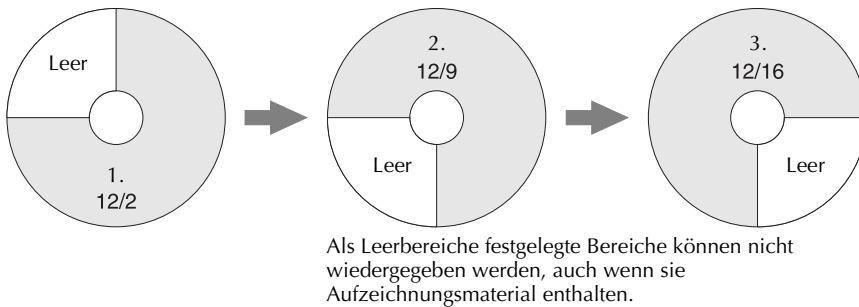 Leer
1.
12/2
2.
12/9
Leer
3.
12/16
Leer
Als Leerbereiche festgelegte Bereiche können nicht
wiedergegeben werden, auch wenn sie
Aufzeichnungsmaterial enthalten.